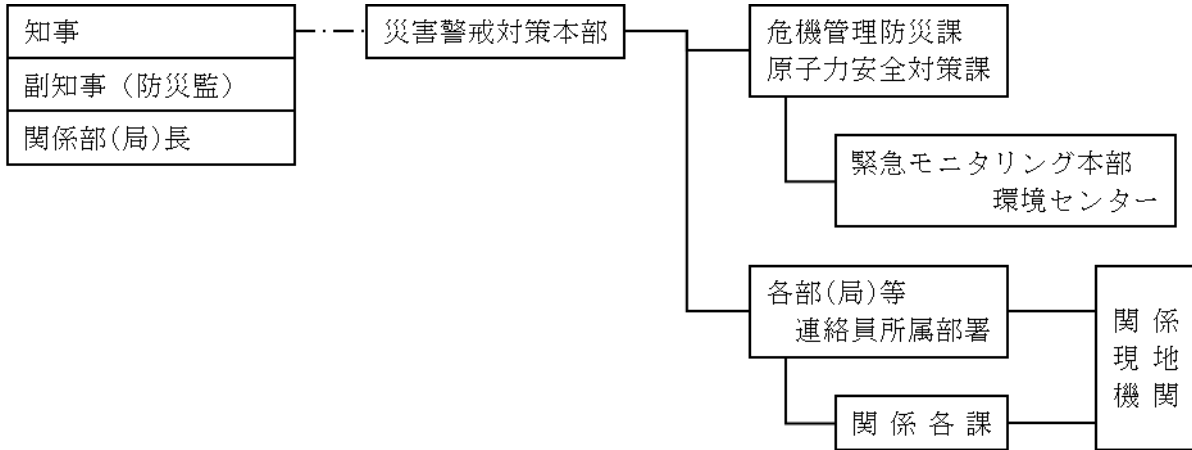 知事
副知事（防災監）
関係部(局)長
災害警戒対策本部
危機管理防災課
原子力安全対策課
緊急モニタリング本部
環境センター
各部(局)等
連絡員所属部署
関係各課
関係
現地
機関